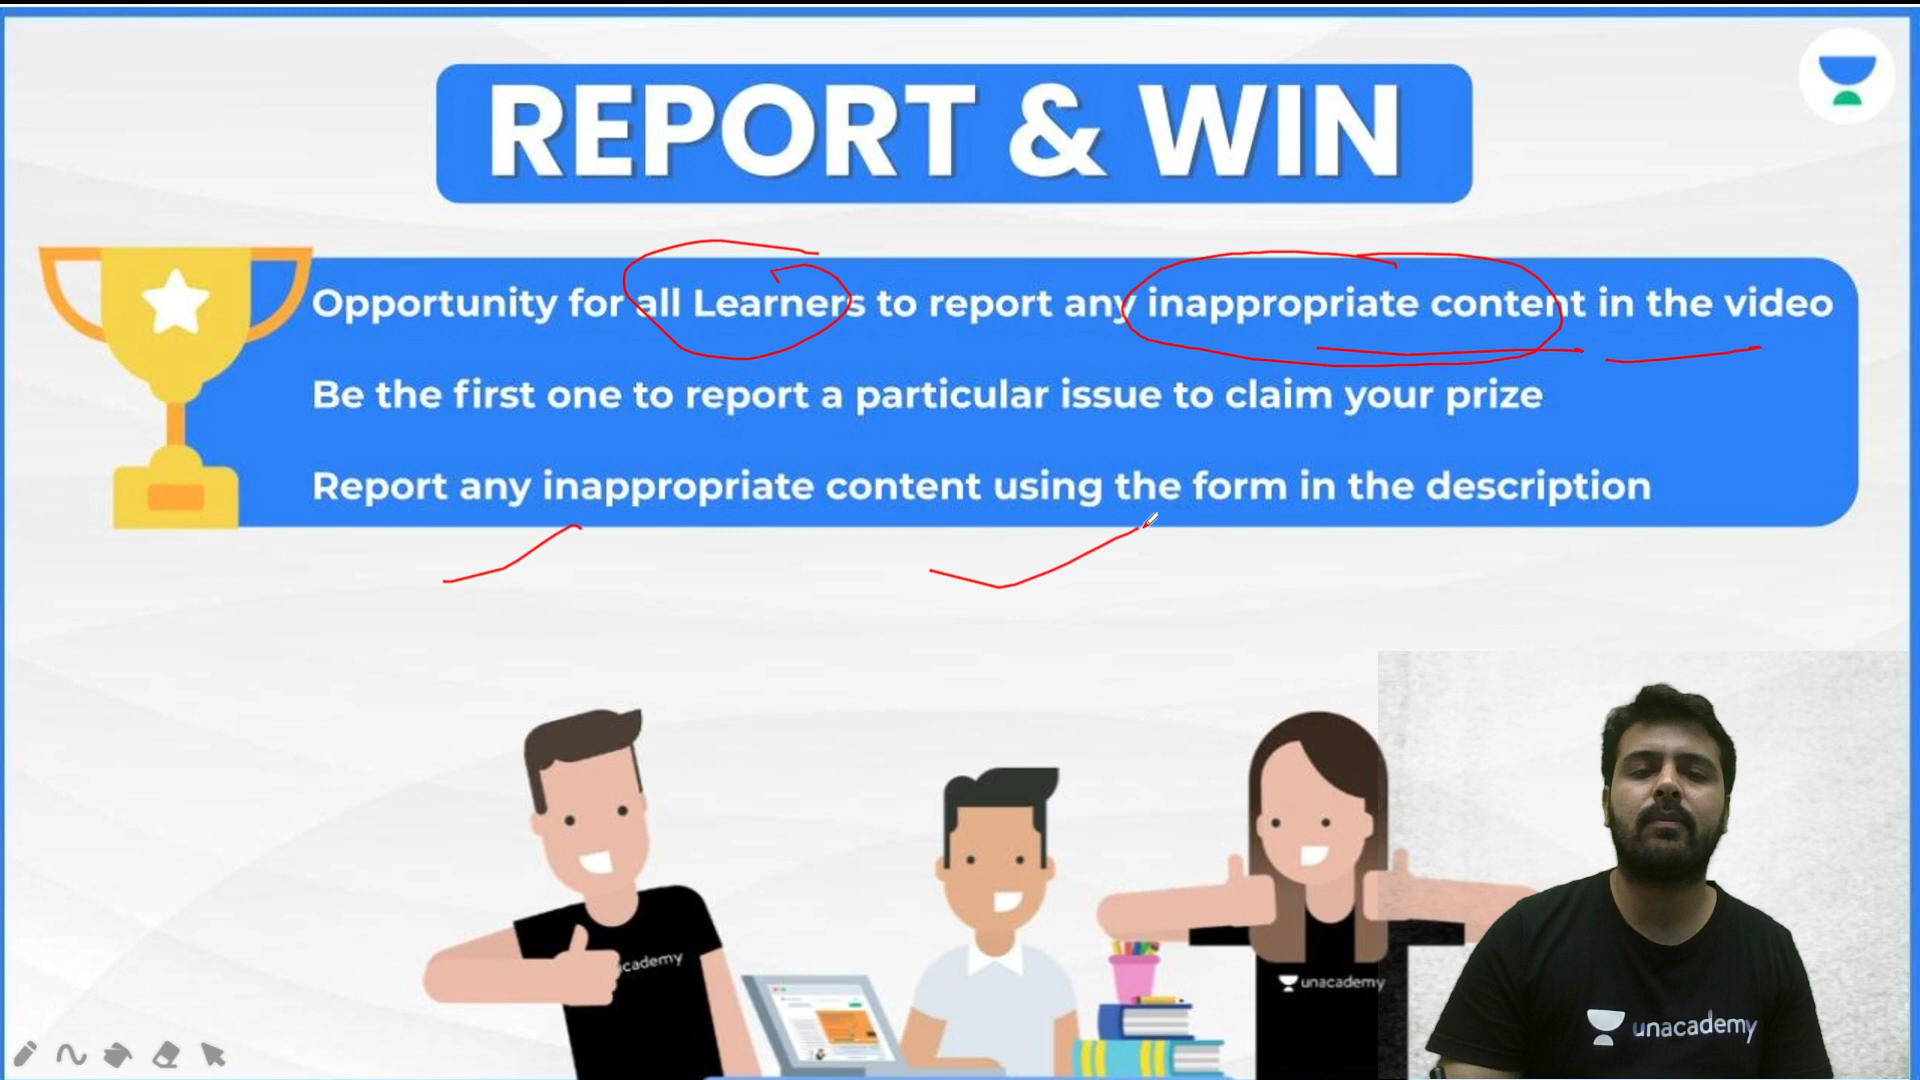 REPORT & WIN
Opportunity for all Learners to report any inappropriate content in the video
Be the first one to report a particular issue to claim your prize
Report any inappropriate content using the form in the description
cademy
unacademy
unacademy